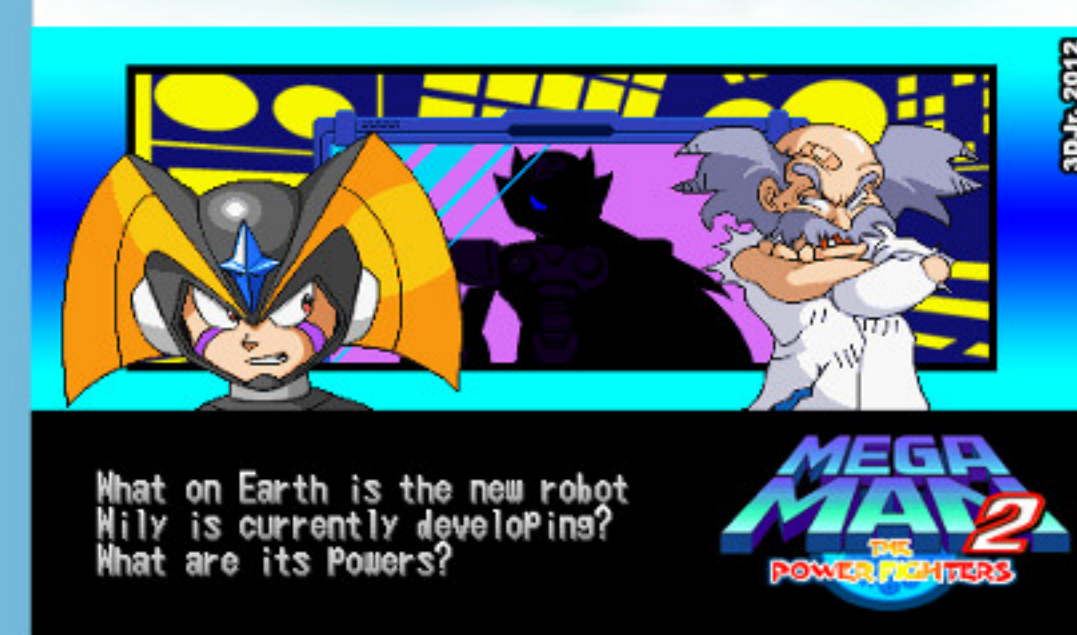 3DJr. 2012
What on Earth is the new robot
Wily is currently developing?
What are its Powers?
MEGA
MAN 2
THE
POWER FIGHTERS